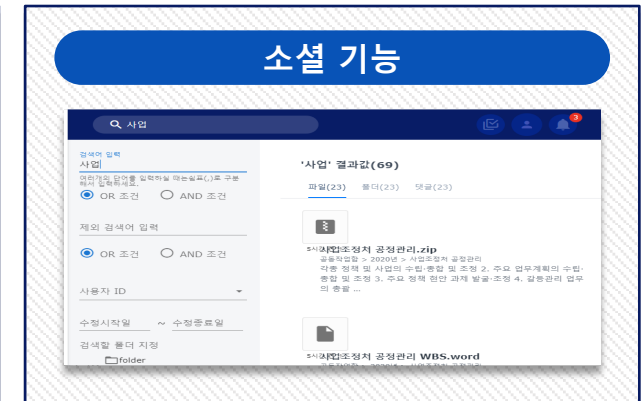 소셜 기능
사업
3
검색어 입력
사업
여러개의 단어를 입력하실 때는쉼표(,)로 구분
해서 입력하세요.
OR 조건 AND 조건
제외 검색어 입력
OR 조건 AND 조건
사용자 ID
수정시작일 ~ 수정종료일
검색할 폴더 지정
folder
'사업' 결과값(69)
파일(23) 폴더(23) 댓글(23)
사업조정처 공정관리.zip
공동작업함 > 2020년 > 사업조정처 공정관리
각종 정책 및 사업의 수립·종합 및 조정 2. 주요 업무계획의 수립·
종합 및 조정 3. 주요 정책 현안 과제 발굴·조정 4. 갈등관리 업무
의 총괄 ...
사업조정처 공정관리 WBS.word